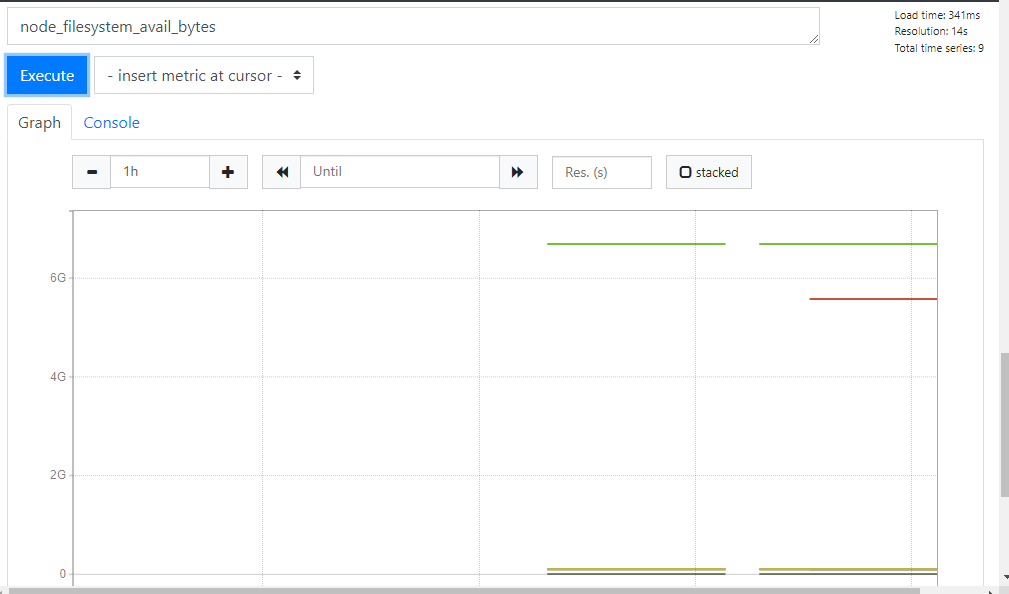 node_filesystem_avail_bytes
Load time: 341ms
Resolution: 14s
Total time series: 9
Execute
- insert metric at cursor -
Graph
Console
1h
Until
Res. (s)
stacked
6G
4G
2G
0